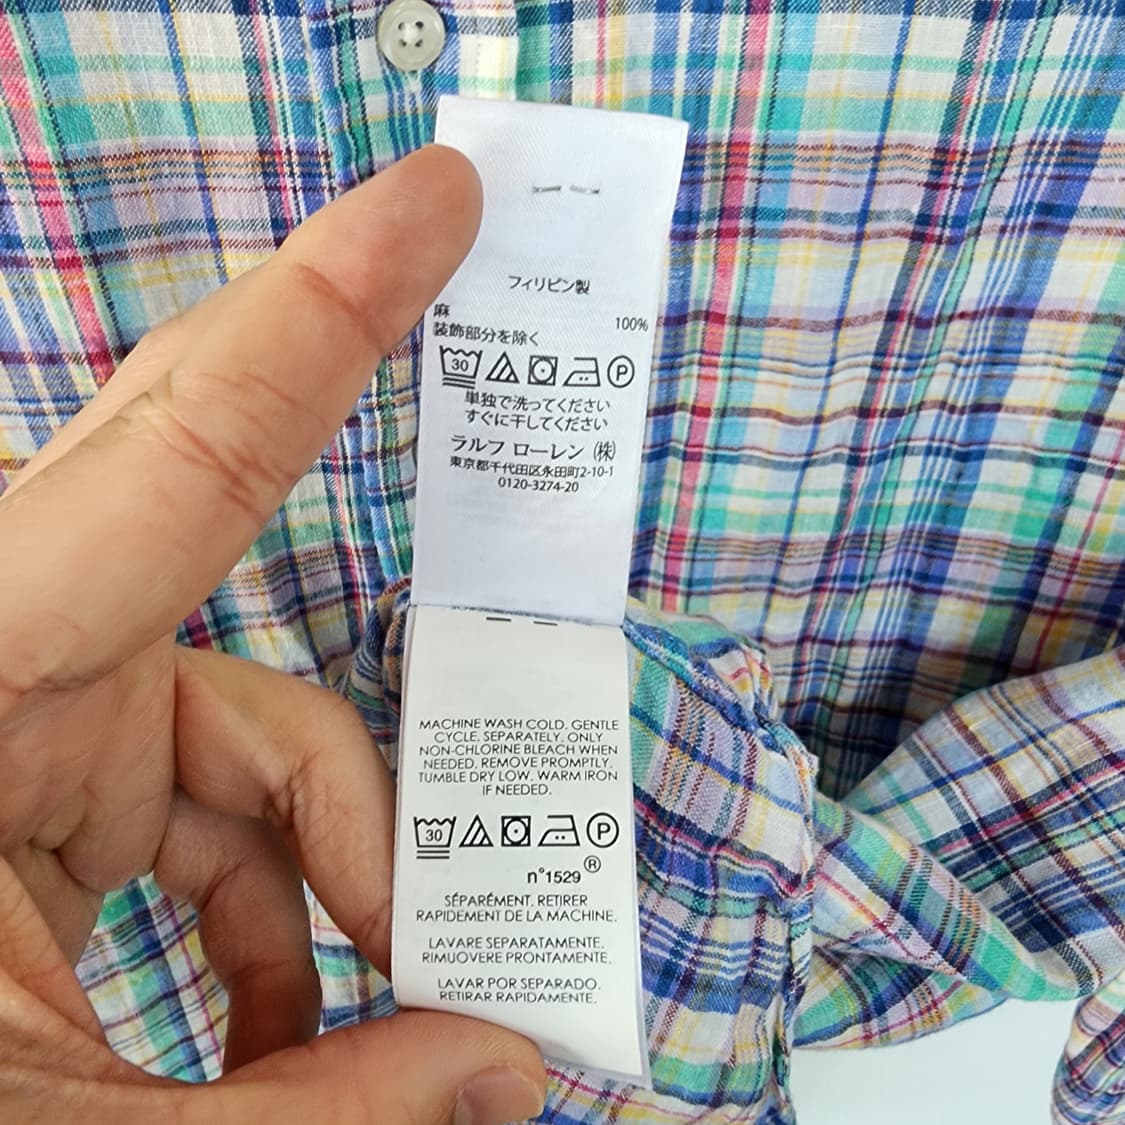 フィリピン製
麻 100%
装飾部分を除く
30 P
単独で洗ってください
すぐに干してください
ラルフ ローレン (株)
東京都千代田区永田町2-10-1
0120-3274-20
MACHINE WASH COLD, GENTLE
CYCLE, SEPARATELY. ONLY
NON-CHLORINE BLEACH WHEN
NEEDED. REMOVE PROMPTLY.
TUMBLE DRY LOW. WARM IRON
IF NEEDED.
30 P
n°1529®
SÉPARÉMENT. RETIRER
RAPIDEMENT DE LA MACHINE.
LAVARE SEPARATAMENTE.
RIMUOVERE PRONTAMENTE.
LAVAR POR SEPARADO.
RETIRAR RAPIDAMENTE.